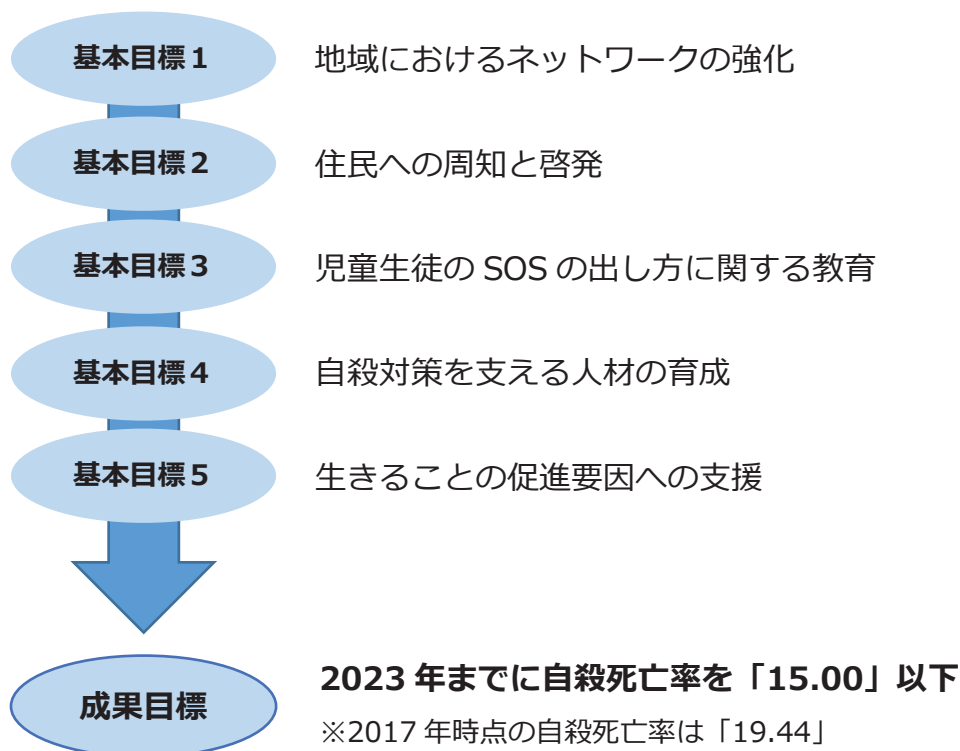 基本目標1 地域におけるネットワークの強化
基本目標2 住民への周知と啓発
基本目標3 児童生徒の SOS の出し方に関する教育
基本目標4 自殺対策を支える人材の育成
基本目標5 生きることの促進要因への支援
成果目標 2023 年までに自殺死亡率を「15.00」以下
※2017 年時点の自殺死亡率は「19.44」